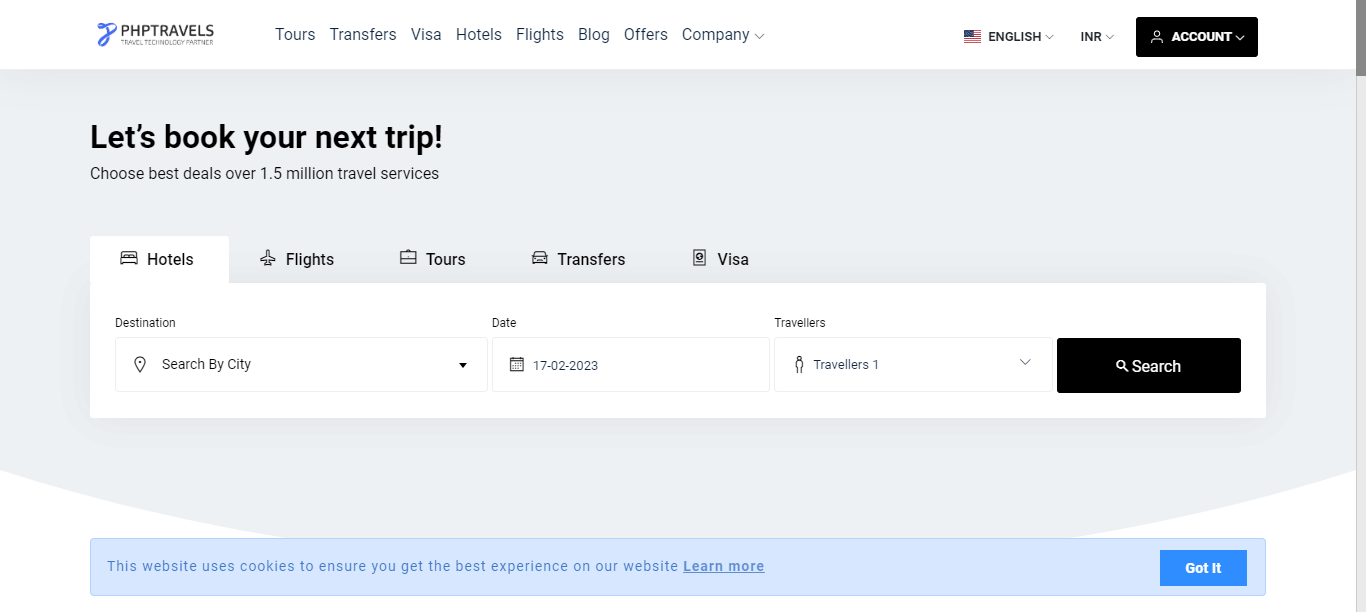 PHPTRAVELS
TRAVEL TECHNOLOGY PARTNER
Tours Transfers Visa Hotels Flights Blog Offers Company
ENGLISH INR ACCOUNT
Let's book your next trip!
Choose best deals over 1.5 million travel services
Hotels Flights Tours Transfers Visa
Destination Date Travellers
Search By City 17-02-2023 Travellers 1 Search
This website uses cookies to ensure you get the best experience on our website Learn more Got It